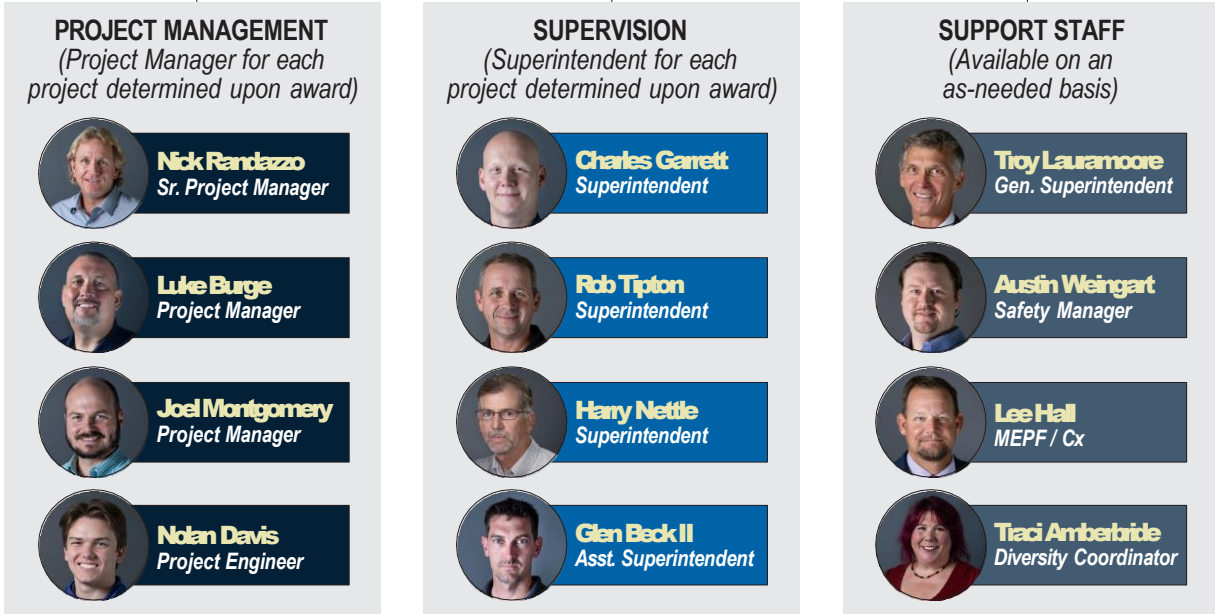 PROJECT MANAGEMENT
(Project Manager for each
project determined upon award)
Nick Randazzo
Sr. Project Manager
Luke Burge
Project Manager
Joel Montgomery
Project Manager
Nolan Davis
Project Engineer
SUPERVISION
(Superintendent for each
project determined upon award)
Charles Garrett
Superintendent
Rob Tipton
Superintendent
Harry Nettle
Superintendent
Glen Beck II
Asst. Superintendent
SUPPORT STAFF
(Available on an
as-needed basis)
Troy Lauramoore
Gen. Superintendent
Austin Weingart
Safety Manager
Lee Hall
MEPF / Cx
Traci Amberbride
Diversity Coordinator